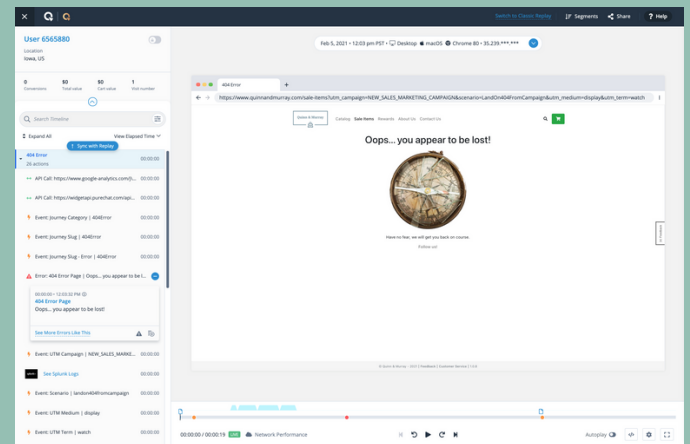 Switch to Classic Replay
Segments
Share
? Help
User 6565880
Location
Iowa, US
Feb 5, 2021 • 12:03 pm PST • Desktop macOS Chrome 80 • 35.239.***.***
0
$0
$0
1
Conversions
Total value
Cart value
Visit number
Search Timeline
Expand All
View Elapsed Time
Sync with Replay
404 Error
00:00:00
26 actions
API Call: https://www.google-analytics.com/j... 00:00:00
API Call: https://widgetapi.purechat.com/api... 00:00:00
Event: Journey Category | 404Error 00:00:00
Event: Journey Slug | 404Error 00:00:00
Event: Journey Slug - Error | 404Error 00:00:00
Error: 404 Error Page | Oops... you appear to be l...
00:00:00 • 12:03:32 PM
404 Error Page
Oops... you appear to be lost!
See More Errors Like This
Event: UTM Campaign | NEW_SALES_MARKE... 00:00:00
See Splunk Logs 00:00:00
Event: Scenario | landon404fromcampaign 00:00:00
Event: UTM Medium | display 00:00:00
Event: UTM Term | watch 00:00:00
404 Error
https://www.quinnandmurray.com/sale-items?utm_campaign=NEW_SALES_MARKETING_CAMPAIGN&scenario=LandOn404FromCampaign&utm_medium=display&utm_term=watch
Catalog Sale Items Rewards About Us Contact Us
Oops... you appear to be lost!
Have no fear, we will get you back on course
Follow us!
Feedback
00:00:00 / 00:00:19
LIVE
Network Performance
Autoplay